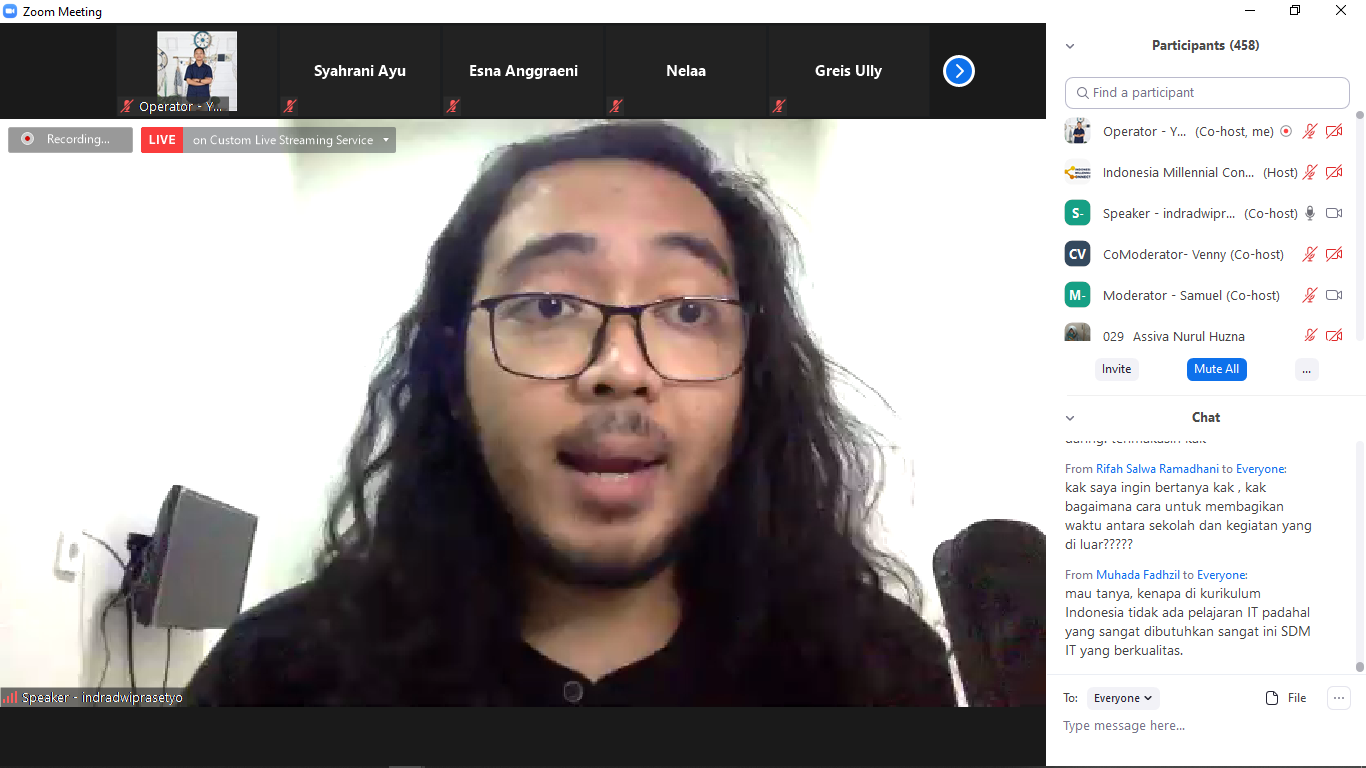 Zoom Meeting
Operator - Y...
Syahrani Ayu
Esna Anggraeni
Nelaa
Greis Ully
Recording...
LIVE on Custom Live Streaming Service
Speaker - indradwiprasetyo
Participants (458)
Find a participant
Operator - Y... (Co-host, me)
Indonesia Millennial Con... (Host)
S- Speaker - indradwipr... (Co-host)
CV CoModerator- Venny (Co-host)
M- Moderator - Samuel (Co-host)
029 Assiva Nurul Huzna
Invite
Mute All
...
Chat
From Rifah Salwa Ramadhani to Everyone:
kak saya ingin bertanya kak , kak
bagaimana cara untuk membagikan
waktu antara sekolah dan kegiatan yang
di luar?????
From Muhada Fadhzil to Everyone:
mau tanya, kenapa di kurikulum
Indonesia tidak ada pelajaran IT padahal
yang sangat dibutuhkan sangat ini SDM
IT yang berkualitas.
To: Everyone
File
...
Type message here...